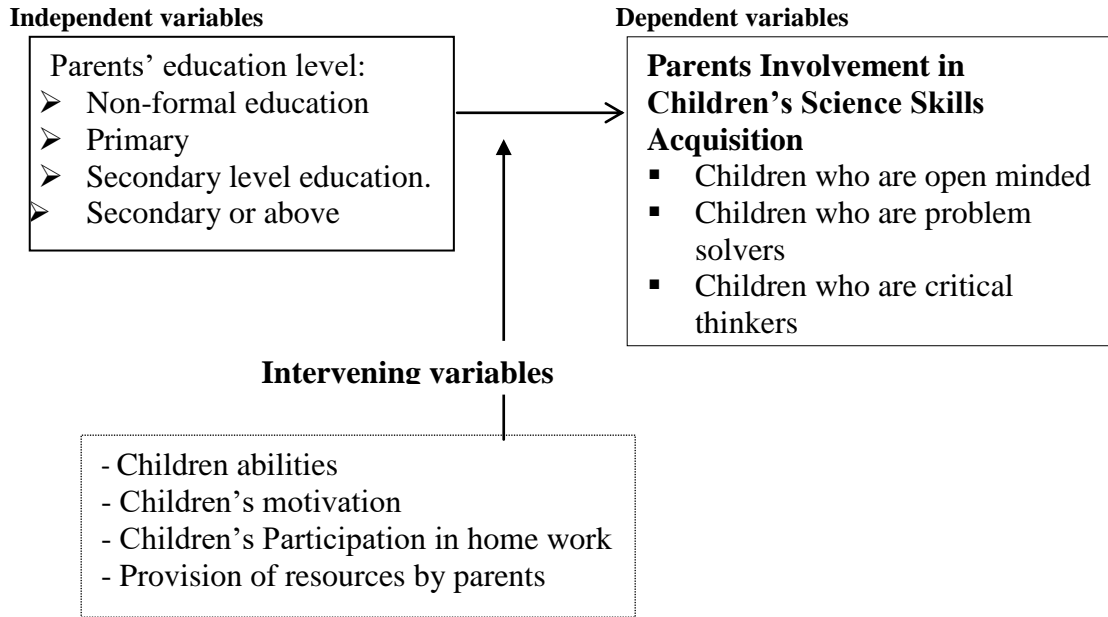 Independent variables
Parents’ education level:
➢ Non-formal education
➢ Primary
➢ Secondary level education.
➢ Secondary or above
Dependent variables
Parents Involvement in
Children’s Science Skills
Acquisition
▪ Children who are open minded
▪ Children who are problem
solvers
▪ Children who are critical
thinkers
Intervening variables
- Children abilities
- Children’s motivation
- Children’s Participation in home work
- Provision of resources by parents